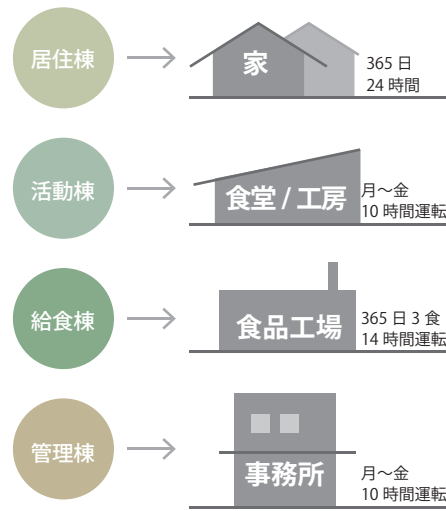 居住棟
家
365 日
24 時間
活動棟
食堂 / 工房
月〜金
10 時間運転
給食棟
食品工場
365 日 3 食
14 時間運転
管理棟
事務所
月〜金
10 時間運転